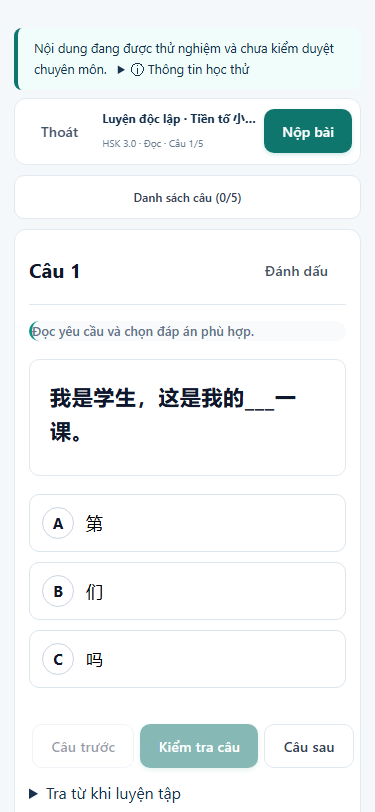 Nội dung đang được thử nghiệm và chưa kiểm duyệt
chuyên môn. ▶ ⓘ Thông tin học thử
Thoát
Luyện độc lập · Tiền tố 小...
HSK 3.0 · Đọc · Câu 1/5
Nộp bài
Danh sách câu (0/5)
Câu 1
Đánh dấu
Đọc yêu cầu và chọn đáp án phù hợp.
我是学生，这是我的___一
课。
A 第
B 们
C 吗
Câu trước
Kiểm tra câu
Câu sau
▶ Tra từ khi luyện tập